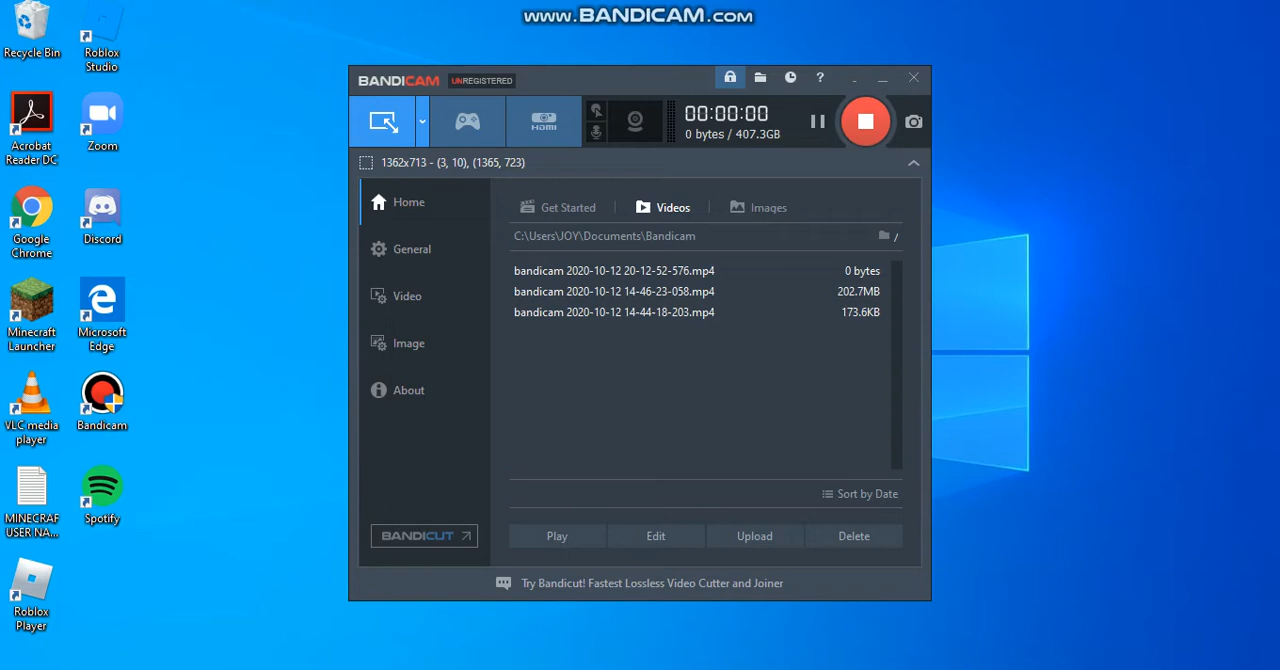 www.BANDICAM.com
Recycle Bin
Roblox
Studio
Acrobat
Reader DC
Zoom
Google
Chrome
Discord
Minecraft
Launcher
Microsoft
Edge
VLC media
player
Bandicam
MINECRAF
USER NA...
Spotify
Roblox
Player
BANDICAM UNREGISTERED
?
HDMI
00:00:00
0 bytes / 407.3GB
1362x713 - (3, 10), (1365, 723)
Home
General
Video
Image
About
BANDICUT
Get Started
Videos
Images
C:\Users\JOY\Documents\Bandicam
/
bandicam 2020-10-12 20-12-52-576.mp4 0 bytes
bandicam 2020-10-12 14-46-23-058.mp4 202.7MB
bandicam 2020-10-12 14-44-18-203.mp4 173.6KB
Sort by Date
Play
Edit
Upload
Delete
Try Bandicut! Fastest Lossless Video Cutter and Joiner